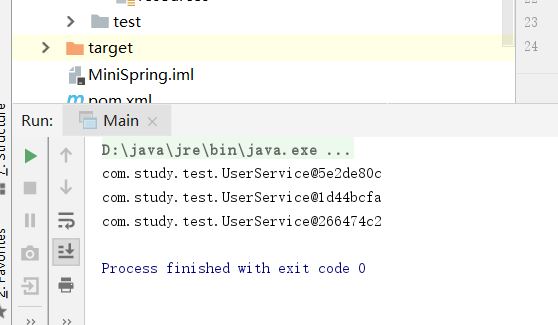 test
target
MiniSpring.iml
pom.xml
23
24
Run: Main
D:\java\jre\bin\java.exe ...
com.study.test.UserService@5e2de80c
com.study.test.UserService@1d44bcfa
com.study.test.UserService@266474c2
Process finished with exit code 0
7: Structure
2: Favorites